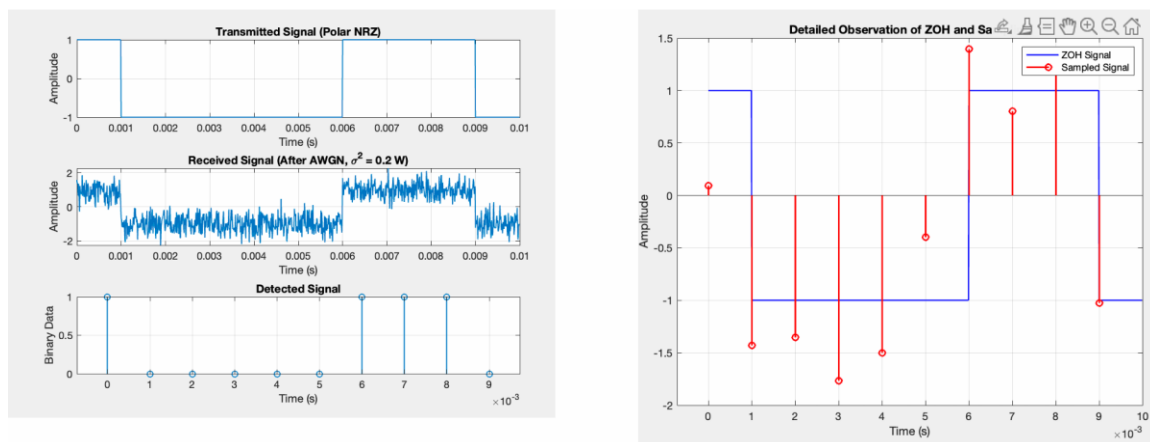 Transmitted Signal (Polar NRZ)
1
0
-1
Amplitude
0 0.001 0.002 0.003 0.004 0.005 0.006 0.007 0.008 0.009 0.01
Time (s)
Received Signal (After AWGN, σ² = 0.2 W)
2
0
-2
Amplitude
0 0.001 0.002 0.003 0.004 0.005 0.006 0.007 0.008 0.009 0.01
Time (s)
Detected Signal
1
0.5
0
Binary Data
0 1 2 3 4 5 6 7 8 9
Time (s)
×10⁻³
Detailed Observation of ZOH and Sa
ZOH Signal
Sampled Signal
1.5
1
0.5
0
-0.5
-1
-1.5
-2
Amplitude
0 1 2 3 4 5 6 7 8 9 10
Time (s)
×10⁻³